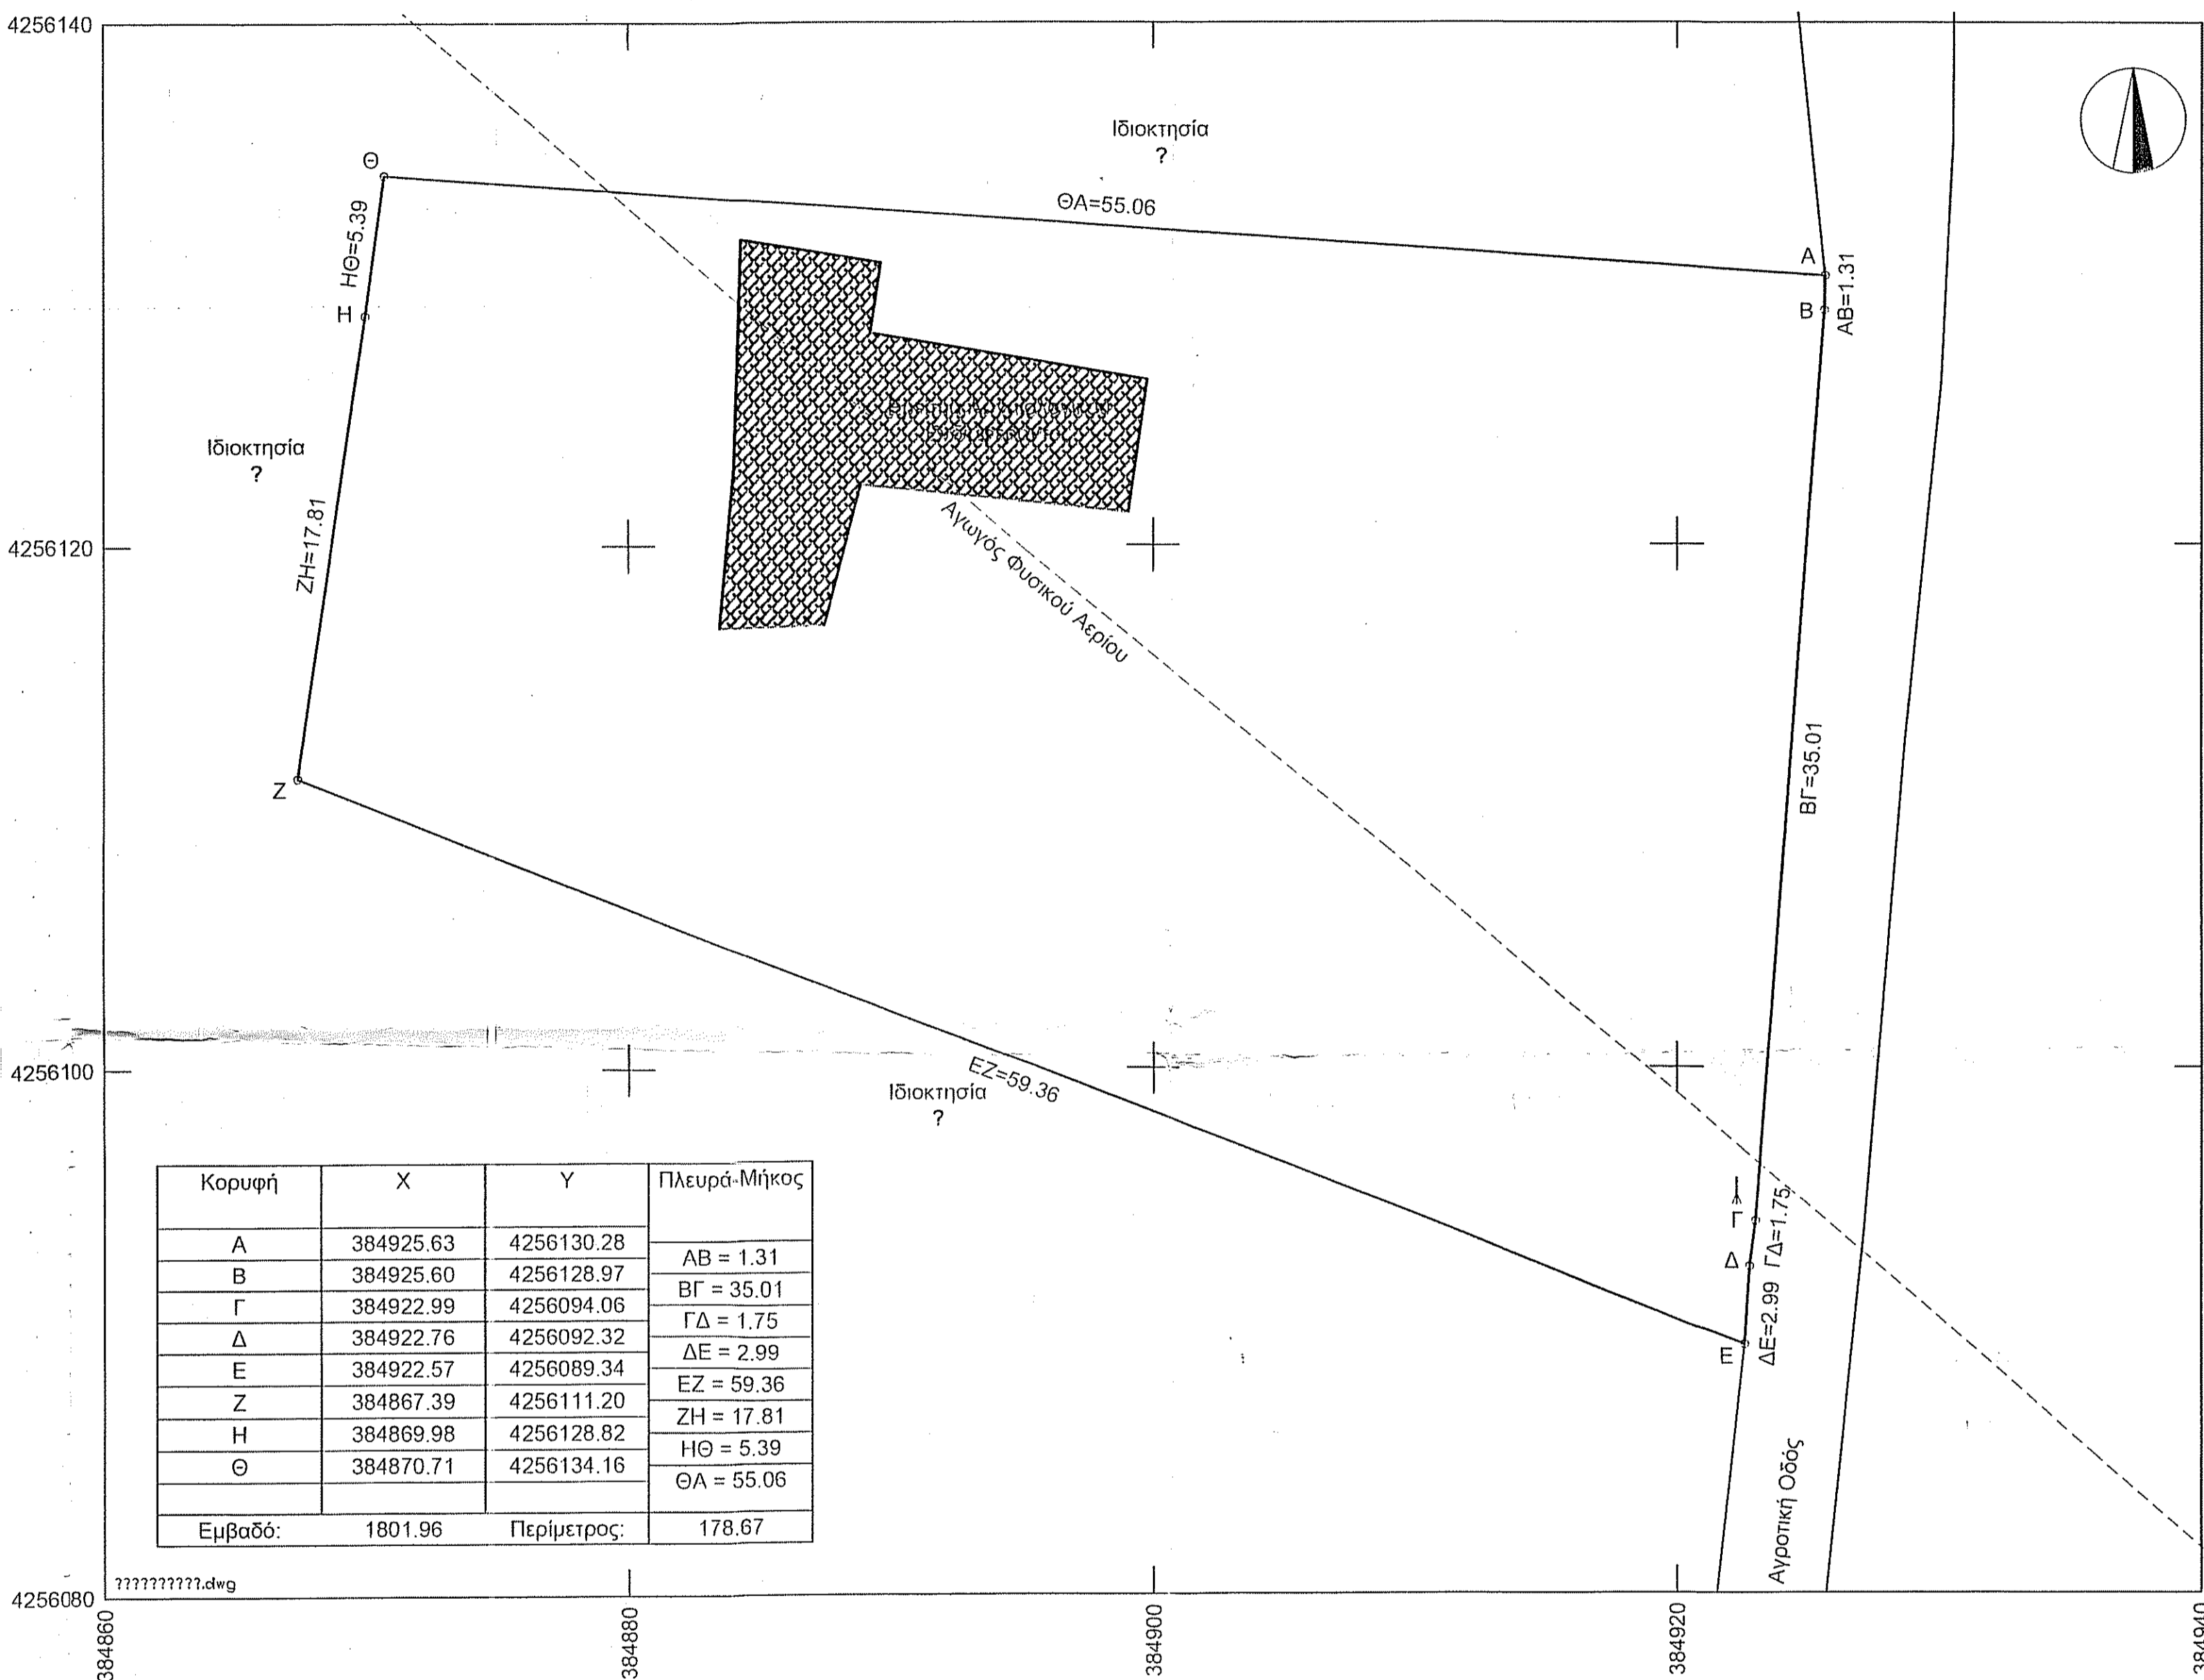 4256140
Ιδιοκτησία
?
Θ
ΘΑ=55.06
Α
ΗΘ=5.39
ΑΒ=1.31
Η
Β
Ιδιοκτησία
?
ΖΗ=17.81
4256120
Αγωγός Φυσικού Αερίου
ΒΓ=35.01
Ζ
4256100
ΕΖ=59.36
Ιδιοκτησία
?
Γ
ΓΔ=1.75
Δ
ΔΕ=2.99
Ε
Αγροτική Οδός
Κορυφή Χ Υ Πλευρά-Μήκος
Α 384925.63 4256130.28
ΑΒ = 1.31
Β 384925.60 4256128.97
ΒΓ = 35.01
Γ 384922.99 4256094.06
ΓΔ = 1.75
Δ 384922.76 4256092.32
ΔΕ = 2.99
Ε 384922.57 4256089.34
ΕΖ = 59.36
Ζ 384867.39 4256111.20
ΖΗ = 17.81
Η 384869.98 4256128.82
ΗΘ = 5.39
Θ 384870.71 4256134.16
ΘΑ = 55.06
Εμβαδό: 1801.96 Περίμετρος: 178.67
??????????.dwg
4256080
384860
384880
384900
384920
384940